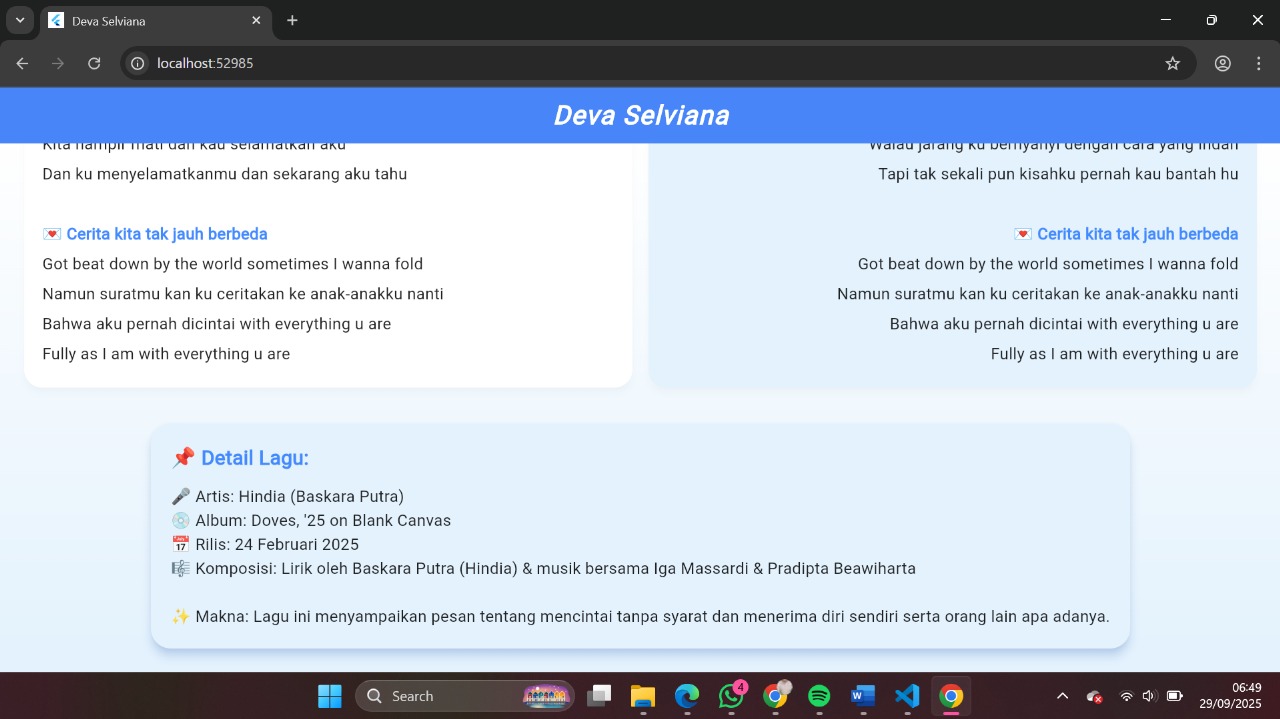 Deva Selviana
localhost:52985
Deva Selviana
Kita hampir mati dan kau selamatkan aku
Dan ku menyelamatkanmu dan sekarang aku tahu
💌 Cerita kita tak jauh berbeda
Got beat down by the world sometimes I wanna fold
Namun suratmu kan ku ceritakan ke anak-anakku nanti
Bahwa aku pernah dicintai with everything u are
Fully as I am with everything u are
Walau jarang ku bernyanyi dengan cara yang indah
Tapi tak sekali pun kisahku pernah kau bantah hu
💌 Cerita kita tak jauh berbeda
Got beat down by the world sometimes I wanna fold
Namun suratmu kan ku ceritakan ke anak-anakku nanti
Bahwa aku pernah dicintai with everything u are
Fully as I am with everything u are
📌 Detail Lagu:
🎤 Artis: Hindia (Baskara Putra)
💿 Album: Doves, '25 on Blank Canvas
📅 Rilis: 24 Februari 2025
🎼 Komposisi: Lirik oleh Baskara Putra (Hindia) & musik bersama Iga Massardi & Pradipta Beawiharta
✨ Makna: Lagu ini menyampaikan pesan tentang mencintai tanpa syarat dan menerima diri sendiri serta orang lain apa adanya.
Search
4
06:49
29/09/2025